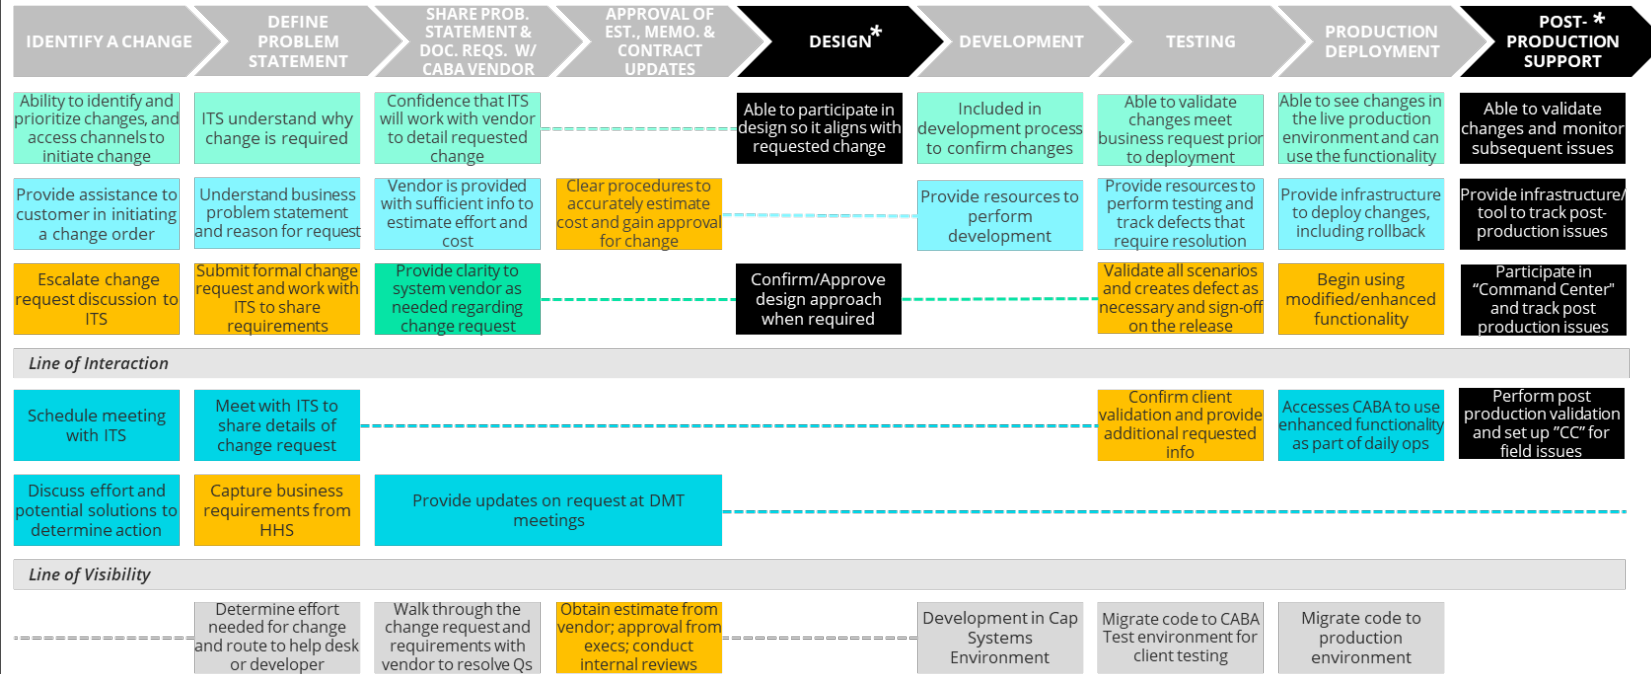 IDENTIFY A CHANGE
DEFINE
PROBLEM
STATEMENT
SHARE PROB.
STATEMENT &
DOC. REQS. W/
CABA VENDOR
APPROVAL OF
EST., MEMO. &
CONTRACT
UPDATES
DESIGN*
DEVELOPMENT
TESTING
PRODUCTION
DEPLOYMENT
POST- *
PRODUCTION
SUPPORT
Ability to identify and
prioritize changes, and
access channels to
initiate change
ITS understand why
change is required
Confidence that ITS
will work with vendor
to detail requested
change
Able to participate in
design so it aligns with
requested change
Included in
development process
to confirm changes
Able to validate
changes meet
business request prior
to deployment
Able to see changes in
the live production
environment and can
use the functionality
Able to validate
changes and monitor
subsequent issues
Provide assistance to
customer in initiating
a change order
Understand business
problem statement
and reason for request
Vendor is provided
with sufficient info to
estimate effort and
cost
Clear procedures to
accurately estimate
cost and gain approval
for change
Provide resources to
perform
development
Provide resources to
perform testing and
track defects that
require resolution
Provide infrastructure
to deploy changes,
including rollback
Provide infrastructure/
tool to track post-
production issues
Escalate change
request discussion to
ITS
Submit formal change
request and work with
ITS to share
requirements
Provide clarity to
system vendor as
needed regarding
change request
Confirm/Approve
design approach
when required
Validate all scenarios
and creates defect as
necessary and sign-off
on the release
Begin using
modified/enhanced
functionality
Participate in
“Command Center”
and track post
production issues
Line of Interaction
Schedule meeting
with ITS
Meet with ITS to
share details of
change request
Confirm client
validation and provide
additional requested
info
Accesses CABA to use
enhanced functionality
as part of daily ops
Perform post
production validation
and set up ”CC” for
field issues
Discuss effort and
potential solutions to
determine action
Capture business
requirements from
HHS
Provide updates on request at DMT
meetings
Line of Visibility
Determine effort
needed for change
and route to help desk
or developer
Walk through the
change request and
requirements with
vendor to resolve Qs
Obtain estimate from
vendor; approval from
execs; conduct
internal reviews
Development in Cap
Systems
Environment
Migrate code to CABA
Test environment for
client testing
Migrate code to
production
environment